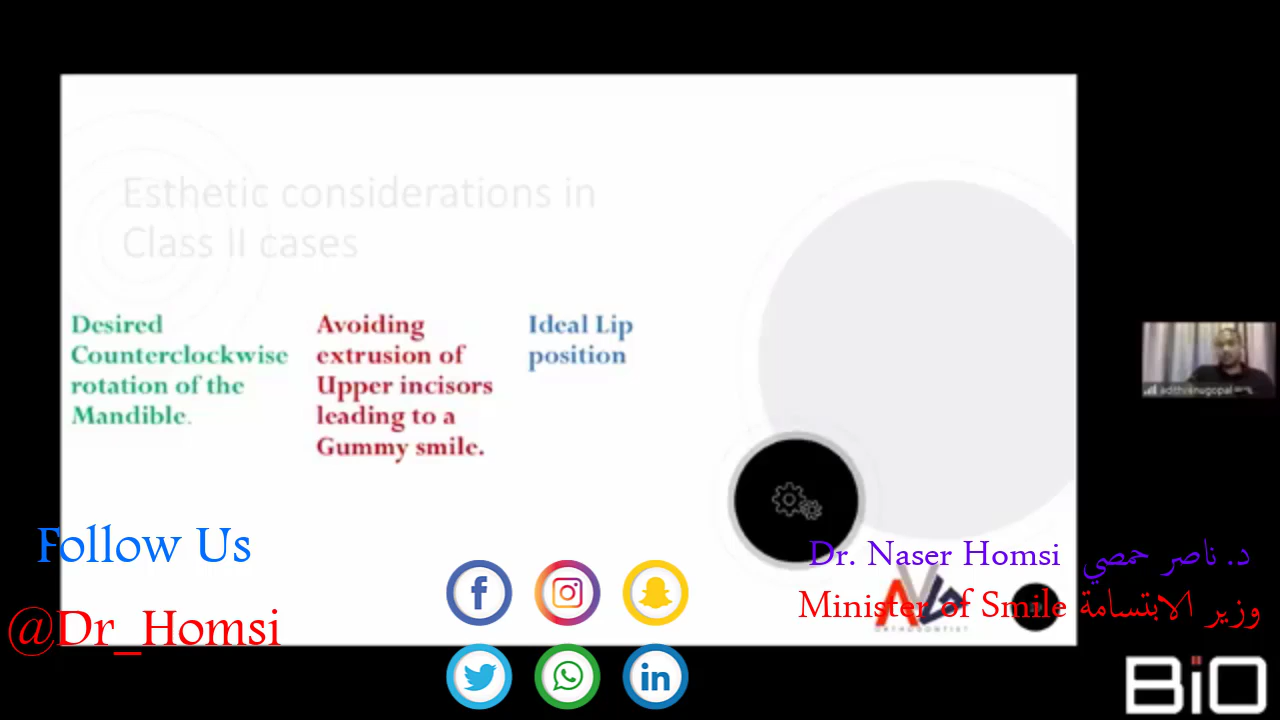 Esthetic considerations in
Class II cases
Desired
Counterclockwise
rotation of the
Mandible.
Avoiding
extrusion of
Upper incisors
leading to a
Gummy smile.
Ideal Lip
position
Follow Us
@Dr_Homsi
Dr. Naser Homsi د. ناصر حمصي
Minister of Smile وزير الابتسامة
ORTHODONTIST
BiO